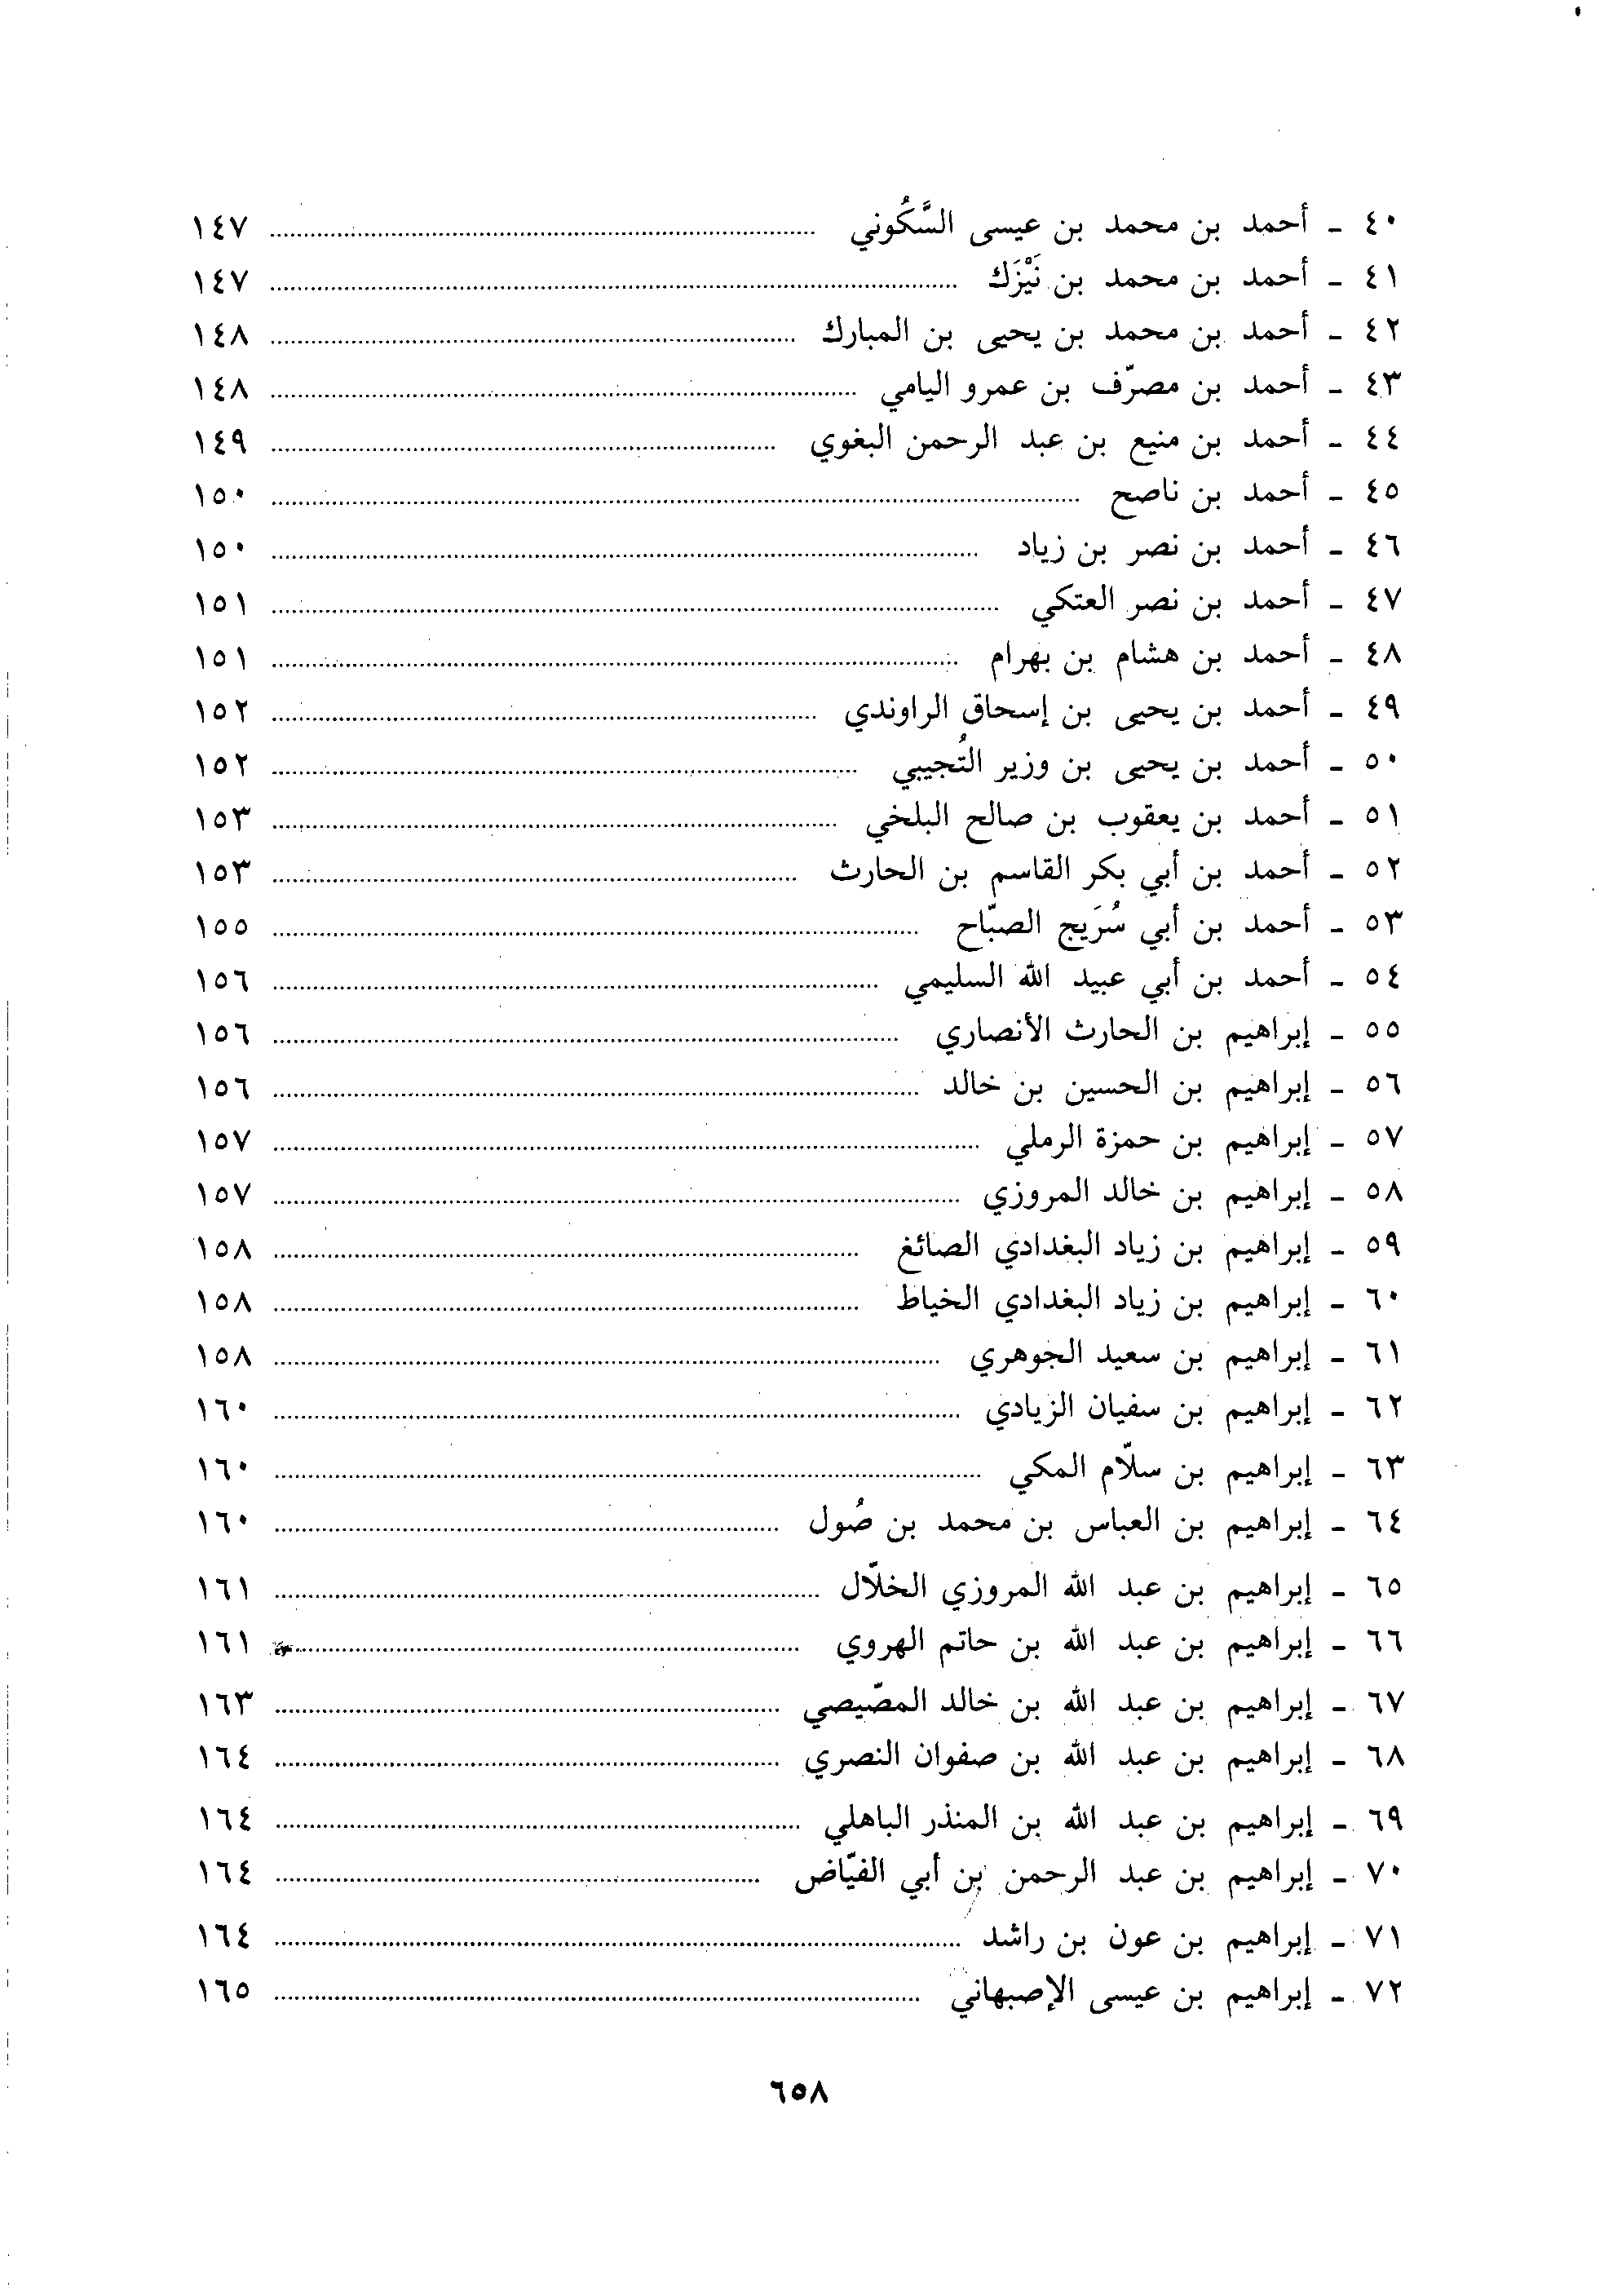 ٤٠ - أحمد بن محمد بن عيسى السَّكُوني ........ ١٤٧
٤١ - أحمد بن محمد بن نَيْزَك ........ ١٤٧
٤٢ - أحمد بن محمد بن يحيى بن المبارك ........ ١٤٨
٤٣ - أحمد بن مصرّف بن عمرو اليامي ........ ١٤٨
٤٤ - أحمد بن منيع بن عبد الرحمن البغوي ........ ١٤٩
٤٥ - أحمد بن ناصح ........ ١٥٠
٤٦ - أحمد بن نصر بن زياد ........ ١٥٠
٤٧ - أحمد بن نصر العتكي ........ ١٥١
٤٨ - أحمد بن هشام بن بهرام ........ ١٥١
٤٩ - أحمد بن يحيى بن إسحاق الراوندي ........ ١٥٢
٥٠ - أحمد بن يحيى بن وزير التُجيبي ........ ١٥٢
٥١ - أحمد بن يعقوب بن صالح البلخي ........ ١٥٣
٥٢ - أحمد بن أبي بكر القاسم بن الحارث ........ ١٥٣
٥٣ - أحمد بن أبي سُرَيج الصبّاح ........ ١٥٥
٥٤ - أحمد بن أبي عبيد الله السليمي ........ ١٥٦
٥٥ - إبراهيم بن الحارث الأنصاري ........ ١٥٦
٥٦ - إبراهيم بن الحسين بن خالد ........ ١٥٦
٥٧ - إبراهيم بن حمزة الرملي ........ ١٥٧
٥٨ - إبراهيم بن خالد المروزي ........ ١٥٧
٥٩ - إبراهيم بن زياد البغدادي الصائغ ........ ١٥٨
٦٠ - إبراهيم بن زياد البغدادي الخياط ........ ١٥٨
٦١ - إبراهيم بن سعيد الجوهري ........ ١٥٨
٦٢ - إبراهيم بن سفيان الزيادي ........ ١٦٠
٦٣ - إبراهيم بن سلّام المكي ........ ١٦٠
٦٤ - إبراهيم بن العباس بن محمد بن صُول ........ ١٦٠
٦٥ - إبراهيم بن عبد الله المروزي الخلّال ........ ١٦١
٦٦ - إبراهيم بن عبد الله بن حاتم الهروي ........ ١٦١
٦٧ - إبراهيم بن عبد الله بن خالد المصّيصي ........ ١٦٣
٦٨ - إبراهيم بن عبد الله بن صفوان النصري ........ ١٦٤
٦٩ - إبراهيم بن عبد الله بن المنذر الباهلي ........ ١٦٤
٧٠ - إبراهيم بن عبد الرحمن بن أبي الفيّاض ........ ١٦٤
٧١ - إبراهيم بن عون بن راشد ........ ١٦٤
٧٢ - إبراهيم بن عيسى الإصبهاني ........ ١٦٥
٦٥٨